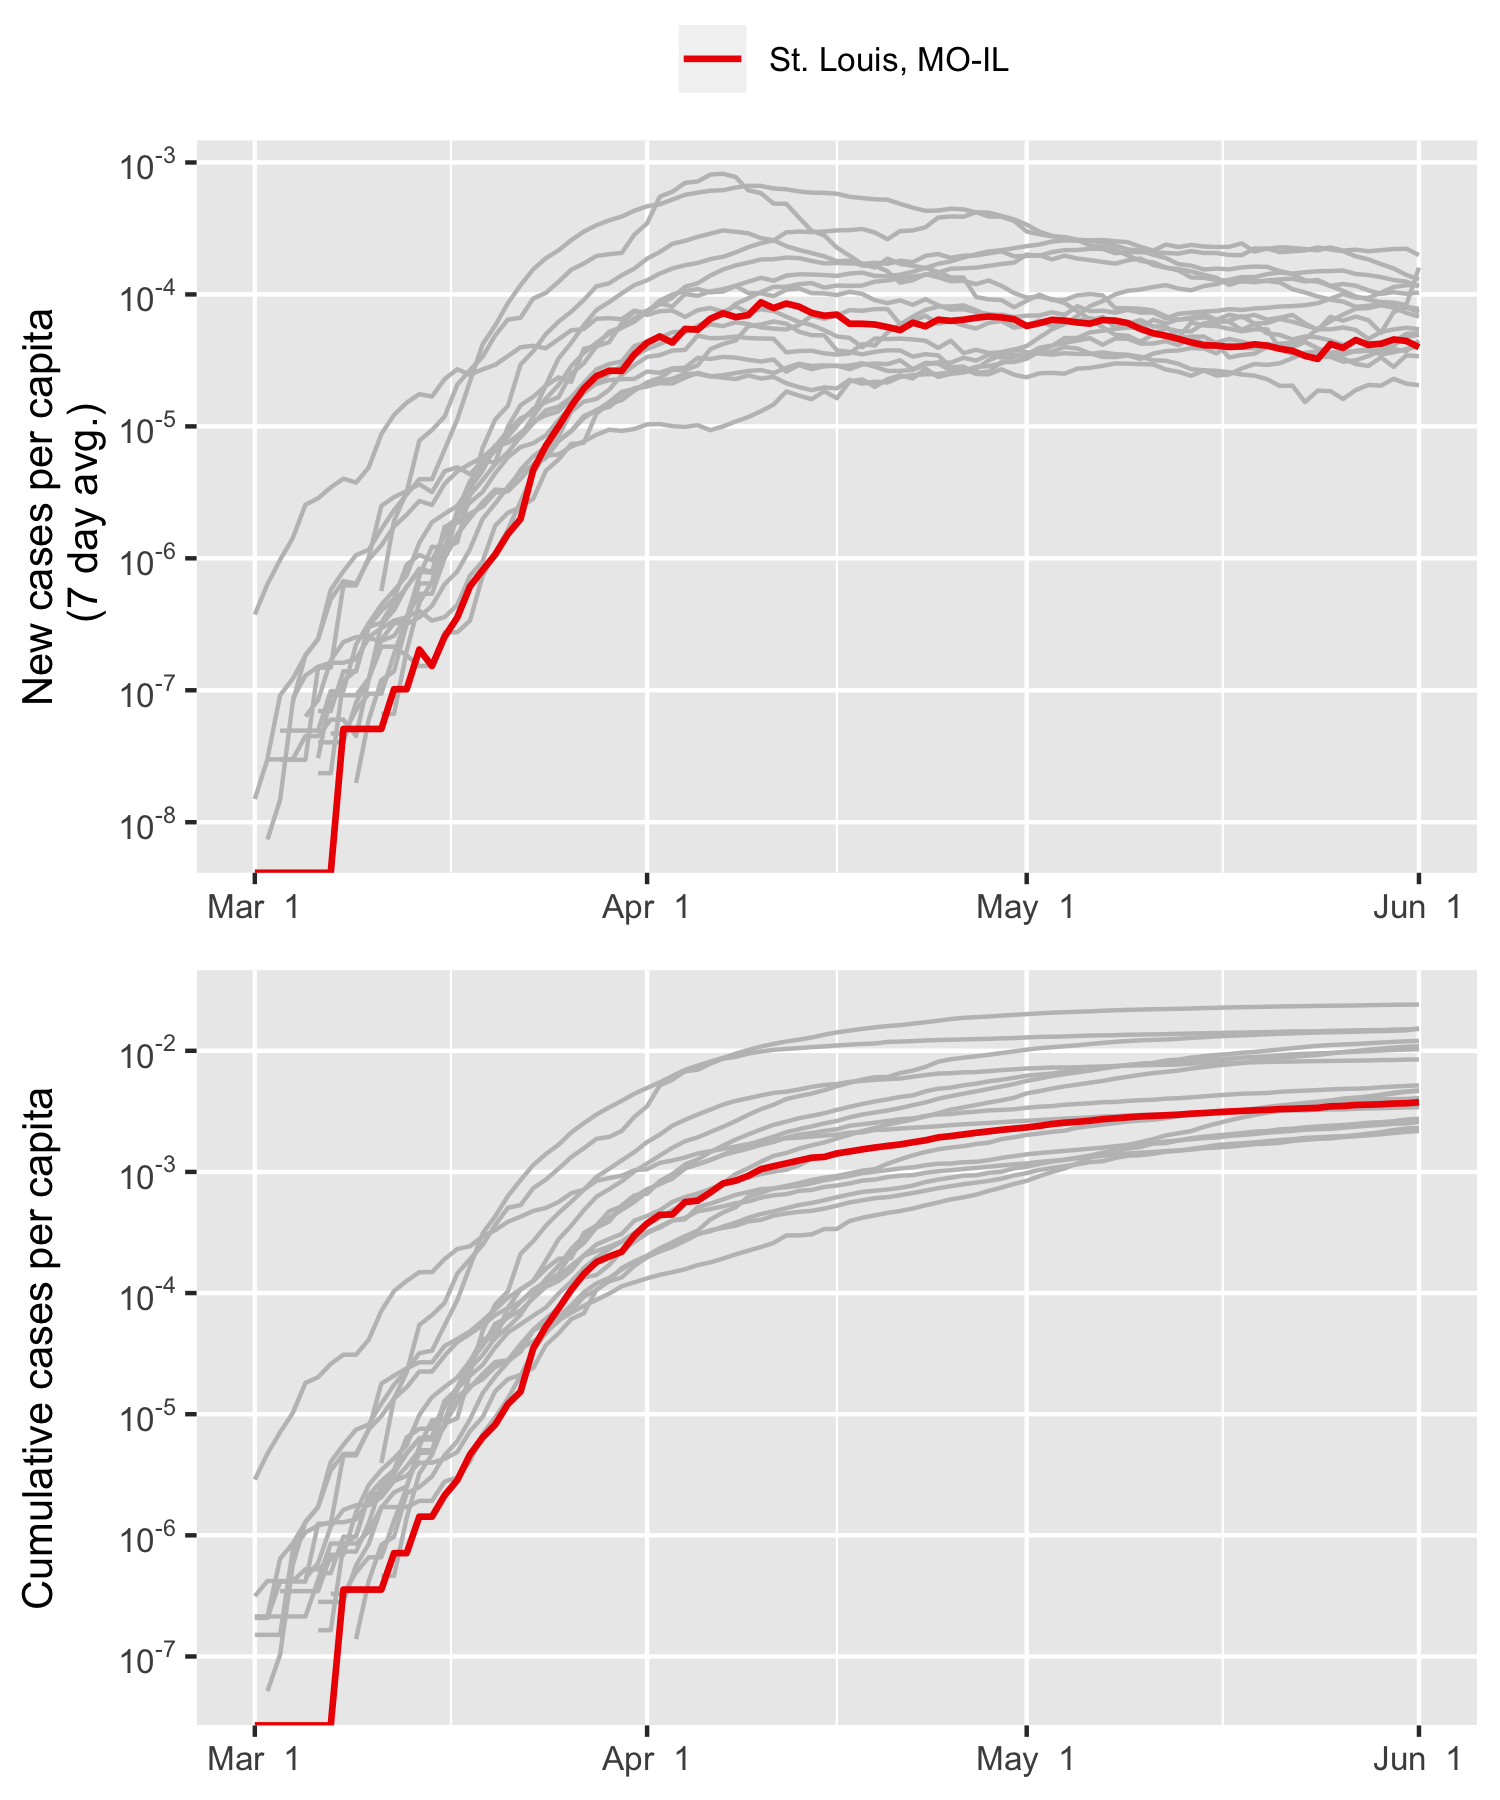 St. Louis, MO-IL
New cases per capita
(7 day avg.)
10⁻³
10⁻⁴
10⁻⁵
10⁻⁶
10⁻⁷
10⁻⁸
Mar 1 Apr 1 May 1 Jun 1
Cumulative cases per capita
10⁻²
10⁻³
10⁻⁴
10⁻⁵
10⁻⁶
10⁻⁷
Mar 1 Apr 1 May 1 Jun 1